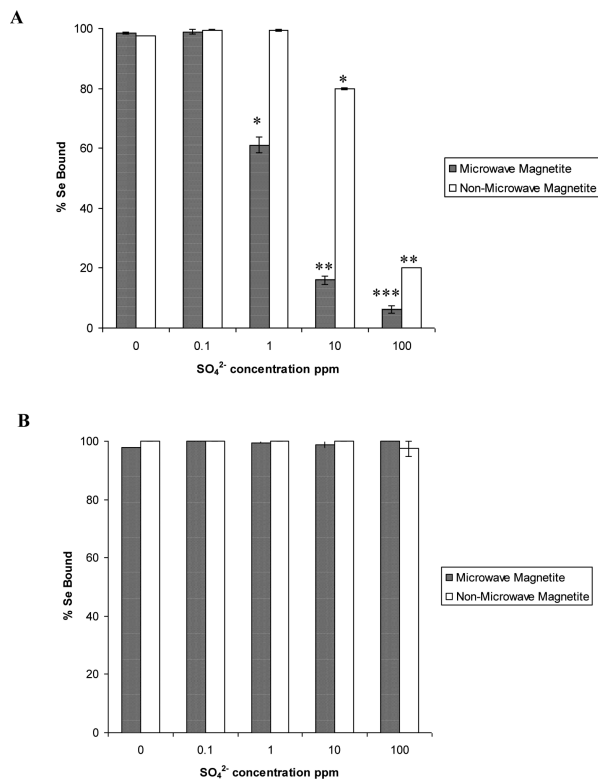 A
100
80
60
40
20
0
% Se Bound
*
*
**
**
***
0 0.1 1 10 100
SO₄²⁻ concentration ppm
Microwave Magnetite
Non-Microwave Magnetite
B
100
80
60
40
20
0
% Se Bound
0 0.1 1 10 100
SO₄²⁻ concentration ppm
Microwave Magnetite
Non-Microwave Magnetite